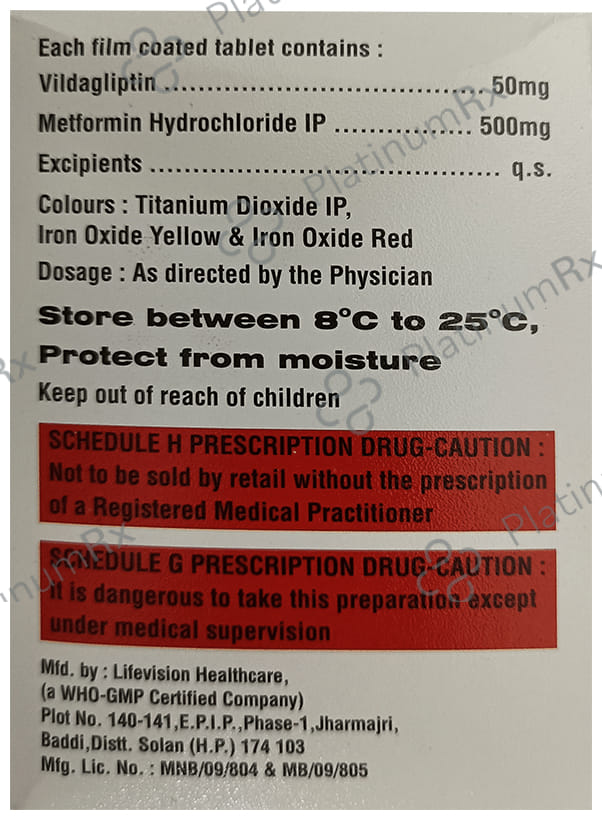 Each film coated tablet contains :
Vildagliptin ...................................... 50mg
Metformin Hydrochloride IP ................ 500mg
Excipients ......................................... q.s.
Colours : Titanium Dioxide IP,
Iron Oxide Yellow & Iron Oxide Red
Dosage : As directed by the Physician
Store between 8°C to 25°C,
Protect from moisture
Keep out of reach of children
SCHEDULE H PRESCRIPTION DRUG-CAUTION :
Not to be sold by retail without the prescription
of a Registered Medical Practitioner
SCHEDULE G PRESCRIPTION DRUG-CAUTION :
It is dangerous to take this preparation except
under medical supervision
Mfd. by : Lifevision Healthcare,
(a WHO-GMP Certified Company)
Plot No. 140-141,E.P.I.P.,Phase-1,Jharmajri,
Baddi,Distt. Solan (H.P.) 174 103
Mfg. Lic. No. : MNB/09/804 & MB/09/805
PlatinumRx
PlatinumRx
PlatinumRx